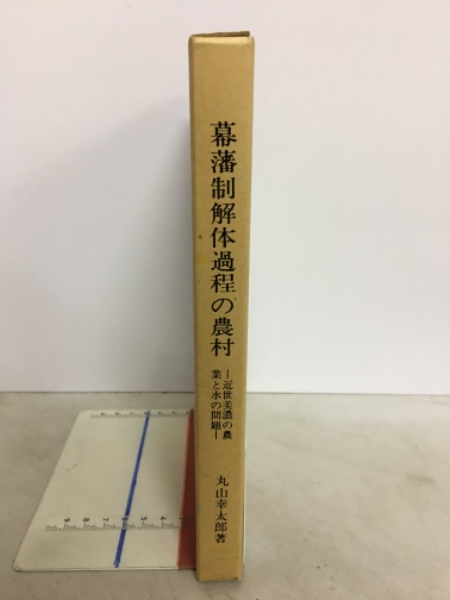 幕藩制解体過程の農村
―近世美濃の農
業と水の問題―
丸山幸太郎著